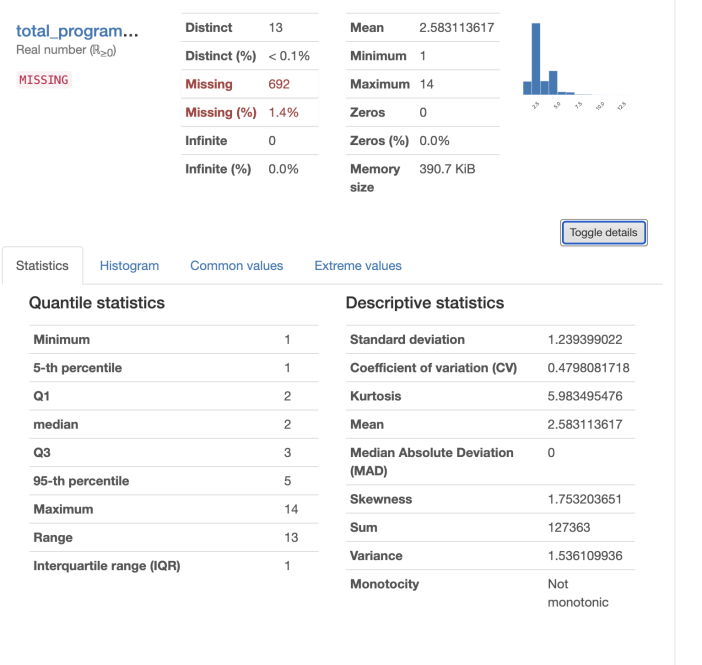 total_program...
Real number (ℝ≥0)
MISSING
Distinct 13
Distinct (%) < 0.1%
Missing 692
Missing (%) 1.4%
Infinite 0
Infinite (%) 0.0%
Mean 2.583113617
Minimum 1
Maximum 14
Zeros 0
Zeros (%) 0.0%
Memory size 390.7 KiB
2.5 5.0 7.5 10.0 12.5
Toggle details
Statistics Histogram Common values Extreme values
Quantile statistics
Minimum 1
5-th percentile 1
Q1 2
median 2
Q3 3
95-th percentile 5
Maximum 14
Range 13
Interquartile range (IQR) 1
Descriptive statistics
Standard deviation 1.239399022
Coefficient of variation (CV) 0.4798081718
Kurtosis 5.983495476
Mean 2.583113617
Median Absolute Deviation (MAD) 0
Skewness 1.753203651
Sum 127363
Variance 1.536109936
Monotocity Not monotonic